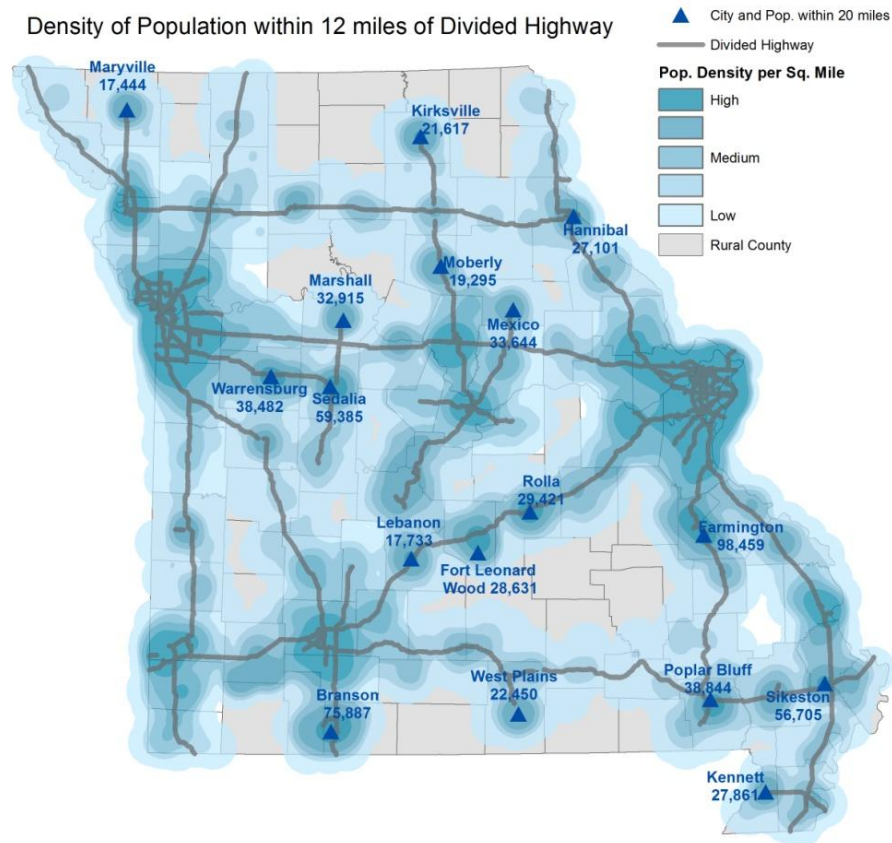 Density of Population within 12 miles of Divided Highway
City and Pop. within 20 miles
Divided Highway
Pop. Density per Sq. Mile
High
Medium
Low
Rural County
Maryville
17,444
Kirksville
21,617
Hannibal
27,101
Moberly
19,295
Marshall
32,915
Mexico
33,644
Warrensburg
38,482
Sedalia
59,385
Rolla
29,421
Lebanon
17,733
Fort Leonard
Wood 28,631
Farmington
98,459
West Plains
22,450
Poplar Bluff
38,844
Sikeston
56,705
Branson
75,887
Kennett
27,861